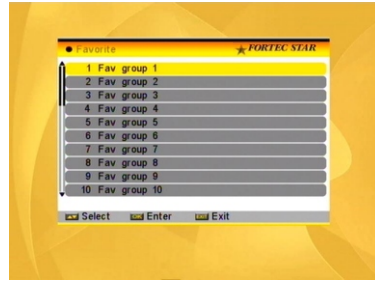 Favorite FORTEC STAR
1 Fav group 1
2 Fav group 2
3 Fav group 3
4 Fav group 4
5 Fav group 5
6 Fav group 6
7 Fav group 7
8 Fav group 8
9 Fav group 9
10 Fav group 10
Select Enter Exit